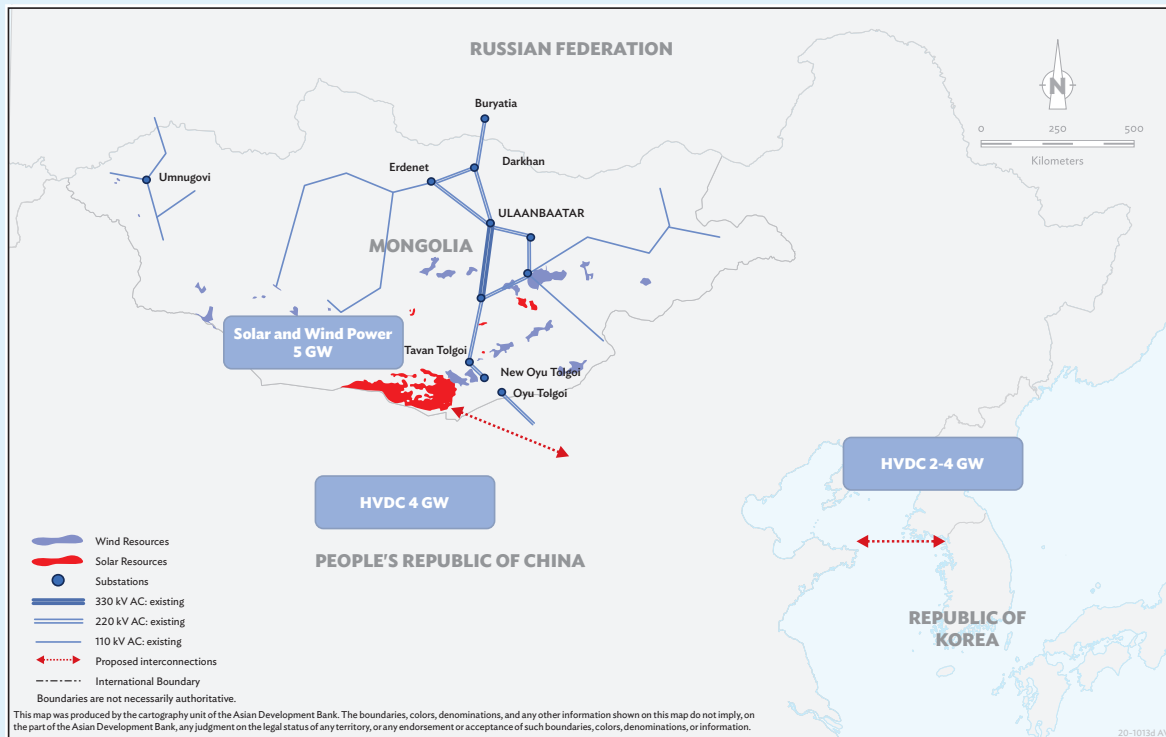 RUSSIAN FEDERATION
N
0 250 500
Kilometers
Buryatia
Darkhan
Erdenet
Umnugovi
ULAANBAATAR
MONGOLIA
Solar and Wind Power
5 GW
Tavan Tolgoi
New Oyu Tolgoi
Oyu Tolgoi
HVDC 2-4 GW
HVDC 4 GW
PEOPLE'S REPUBLIC OF CHINA
REPUBLIC OF
KOREA
Wind Resources
Solar Resources
Substations
330 kV AC: existing
220 kV AC: existing
110 kV AC: existing
Proposed interconnections
International Boundary
Boundaries are not necessarily authoritative.
This map was produced by the cartography unit of the Asian Development Bank. The boundaries, colors, denominations, and any other information shown on this map do not imply, on
the part of the Asian Development Bank, any judgment on the legal status of any territory, or any endorsement or acceptance of such boundaries, colors, denominations, or information.
20-1013d AV